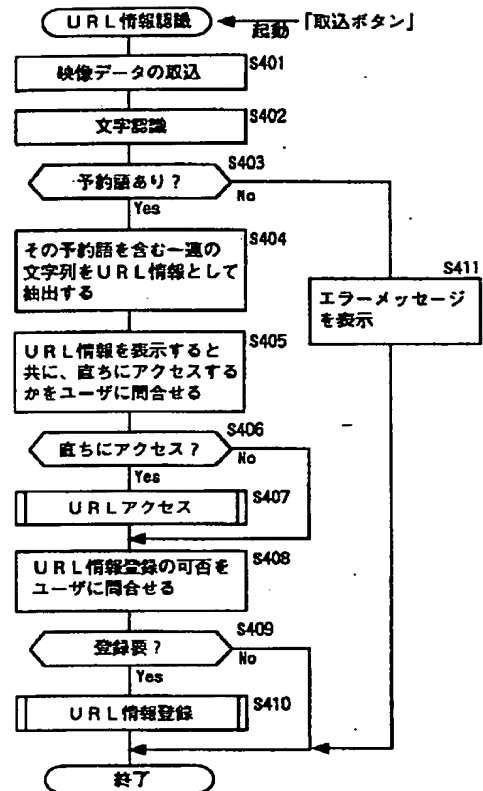 URL情報認識
起動
「取込ボタン」
映像データの取込
S401
文字認識
S402
予約語あり?
S403
Yes
No
その予約語を含む一連の
文字列をURL情報として
抽出する
S404
エラーメッセージ
を表示
S411
URL情報を表示すると
共に、直ちにアクセスする
かをユーザに問合せる
S405
直ちにアクセス?
S406
Yes
No
URLアクセス
S407
URL情報登録の可否を
ユーザに問合せる
S408
登録要?
S409
Yes
No
URL情報登録
S410
終了